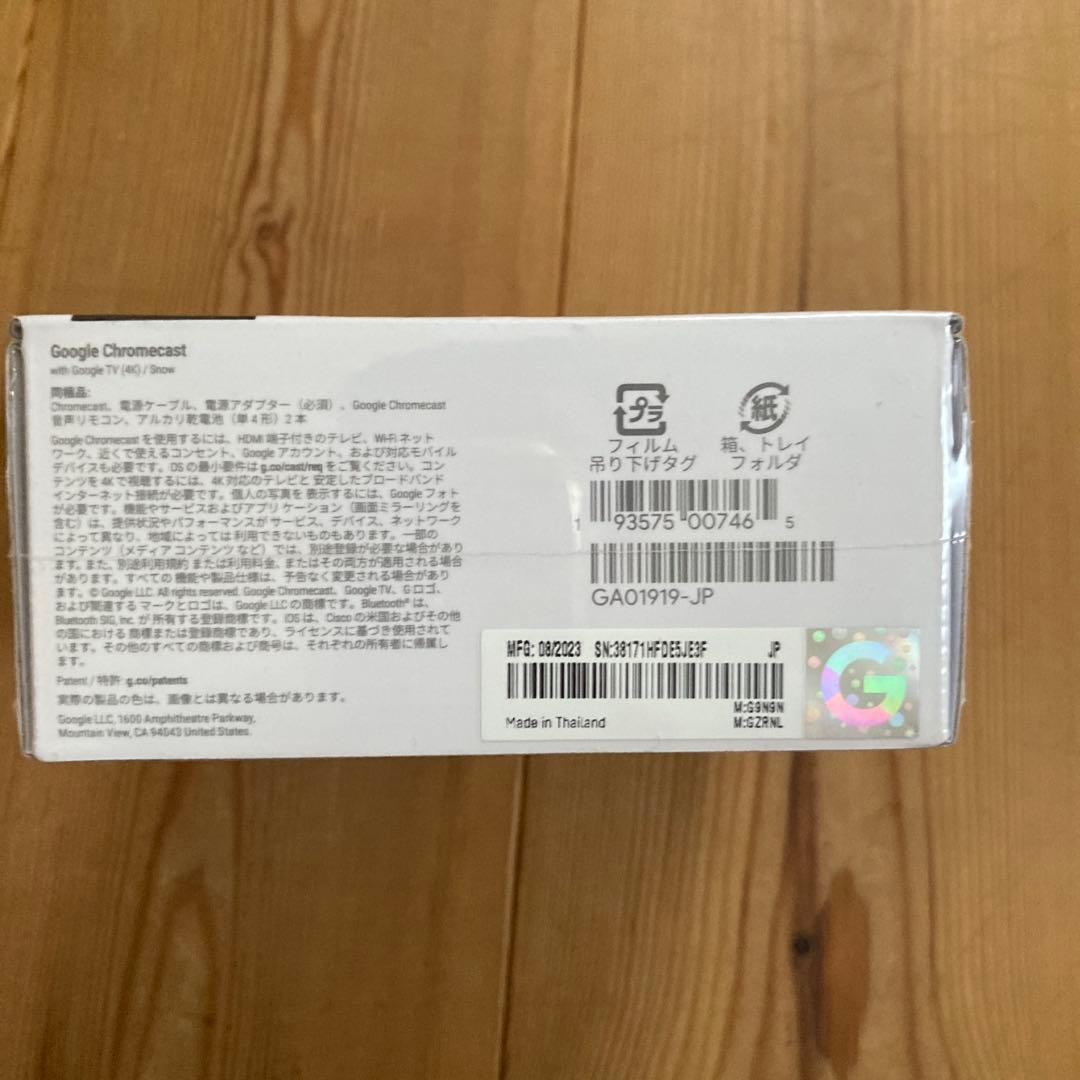 Google Chromecast
with Google TV (4K) / Snow
同梱品:
Chromecast、電源ケーブル、電源アダプター（必須）、Google Chromecast
音声リモコン、アルカリ乾電池（単４形）２本
Google Chromecast を使用するには、HDMI 端子付きのテレビ、Wi-Fi ネット
ワーク、近くで使えるコンセント、Google アカウント、および対応モバイル
デバイスも必要です。OS の最小要件は g.co/cast/req をご覧ください。コン
テンツを 4K で視聴するには、4K 対応のテレビと 安定したブロードバンド
インターネット接続が必要です。個人の写真を 表示するには、Google フォト
が必要です。機能やサービスおよびアプリ ケーション（画面ミラーリングを
含む）は、提供状況やパフォーマンスが サービス、デバイス、ネットワーク
によって異なり、地域によっては 利用できないものもあります。一部の
コンテンツ（メディア コンテンツ など）では、別途登録が必要な場合があり
ます。また、別途利用規約 または利用料金、またはその両方が適用される場合
があります。すべての 機能や製品仕様は、予告なく変更される場合があり
ます。© Google LLC. All rights reserved. Google Chromecast、Google TV、G ロゴ、
および関連する マークとロゴは、Google LLC の商標です。Bluetooth® は、
Bluetooth SIG, Inc. が 所有する登録商標です。iOS は、Cisco の米国およびその他
の国における 商標または登録商標であり、ライセンスに基づき使用されて
います。その他のすべての商標および商号は、それぞれの所有者に帰属し
ます。
Patent / 特許: g.co/patents
実際の製品の色は、画像とは異なる場合があります。
Google LLC, 1600 Amphitheatre Parkway,
Mountain View, CA 94043 United States.
プラ
フィルム
吊り下げタグ
紙
箱、トレイ
フォルダ
1 93575 00746 5
GA01919-JP
MFG: 08/2023 SN:38171HFDE5JE3F JP
M:G9N9N
Made in Thailand M:GZRNL
G